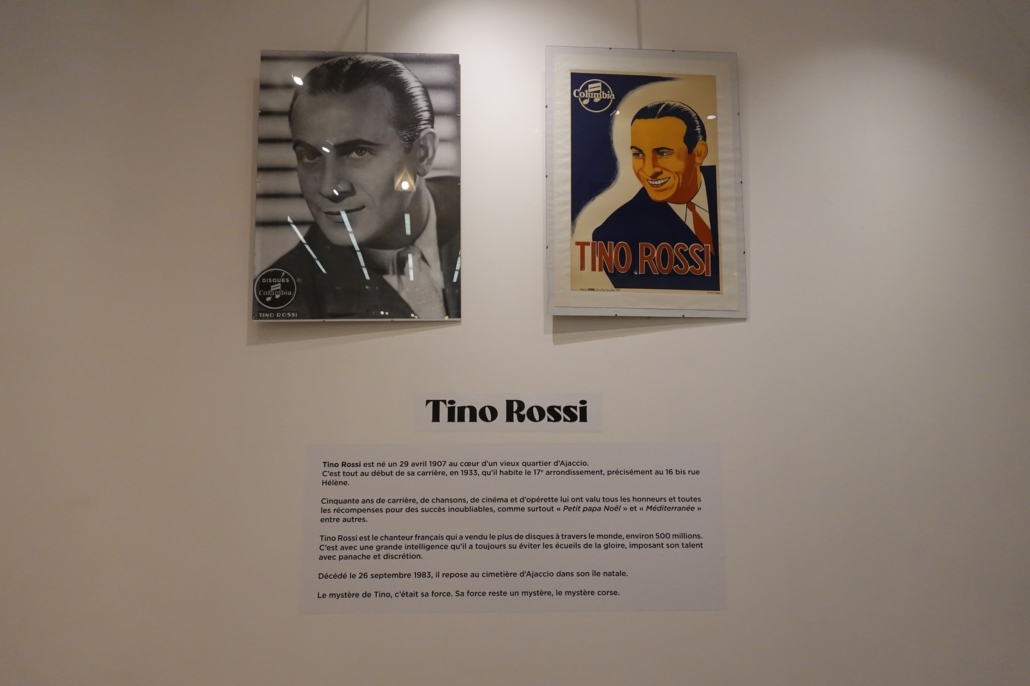 Columbia
TINO ROSSI
DISQUES
Columbia
TINO ROSSI
Tino Rossi
Tino Rossi est né un 29 avril 1907 au cœur d'un vieux quartier d'Ajaccio.
C'est tout au début de sa carrière, en 1933, qu'il habite le 17e arrondissement, précisément au 16 bis rue
Hélène.
Cinquante ans de carrière, de chansons, de cinéma et d'opérette lui ont valu tous les honneurs et toutes
les récompenses pour des succès inoubliables, comme surtout « Petit papa Noël » et « Méditerranée »
entre autres.
Tino Rossi est le chanteur français qui a vendu le plus de disques à travers le monde, environ 500 millions.
C'est avec une grande intelligence qu'il a toujours su éviter les écueils de la gloire, imposant son talent
avec panache et discrétion.
Décédé le 26 septembre 1983, il repose au cimetière d'Ajaccio dans son île natale.
Le mystère de Tino, c'était sa force. Sa force reste un mystère, le mystère corse.